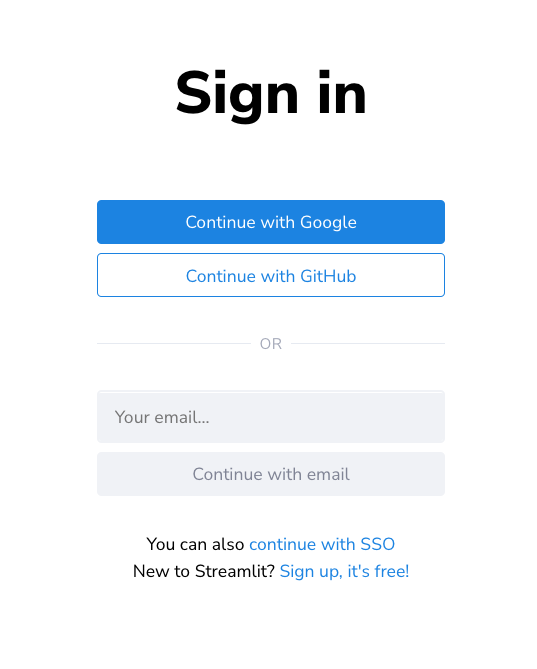 Sign in
Continue with Google
Continue with GitHub
OR
Your email...
Continue with email
You can also continue with SSO
New to Streamlit? Sign up, it's free!